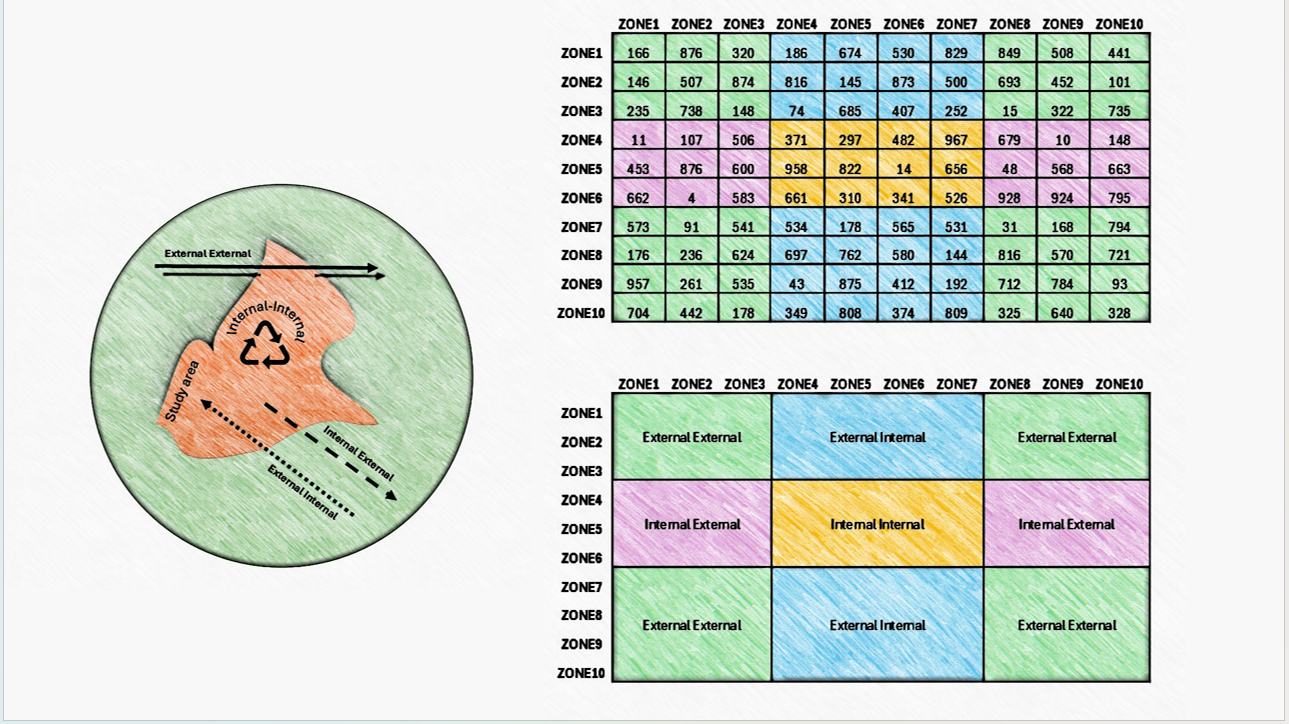 External External
Internal-Internal
Study area
Internal External
External Internal
ZONE1 ZONE2 ZONE3 ZONE4 ZONE5 ZONE6 ZONE7 ZONE8 ZONE9 ZONE10
ZONE1 166 876 320 186 674 530 829 849 508 441
ZONE2 146 507 874 816 145 873 500 693 452 101
ZONE3 235 738 148 74 685 407 252 15 322 735
ZONE4 11 107 506 371 297 482 967 679 10 148
ZONE5 453 876 600 958 822 14 656 48 568 663
ZONE6 662 4 583 661 310 341 526 928 924 795
ZONE7 573 91 541 534 178 565 531 31 168 794
ZONE8 176 236 624 697 762 580 144 816 570 721
ZONE9 957 261 535 43 875 412 192 712 784 93
ZONE10 704 442 178 349 808 374 809 325 640 328
ZONE1 ZONE2 ZONE3 ZONE4 ZONE5 ZONE6 ZONE7 ZONE8 ZONE9 ZONE10
ZONE1
External External External Internal External External
ZONE2
ZONE3
ZONE4
Internal External Internal Internal Internal External
ZONE5
ZONE6
ZONE7
ZONE8
External External External Internal External External
ZONE9
ZONE10